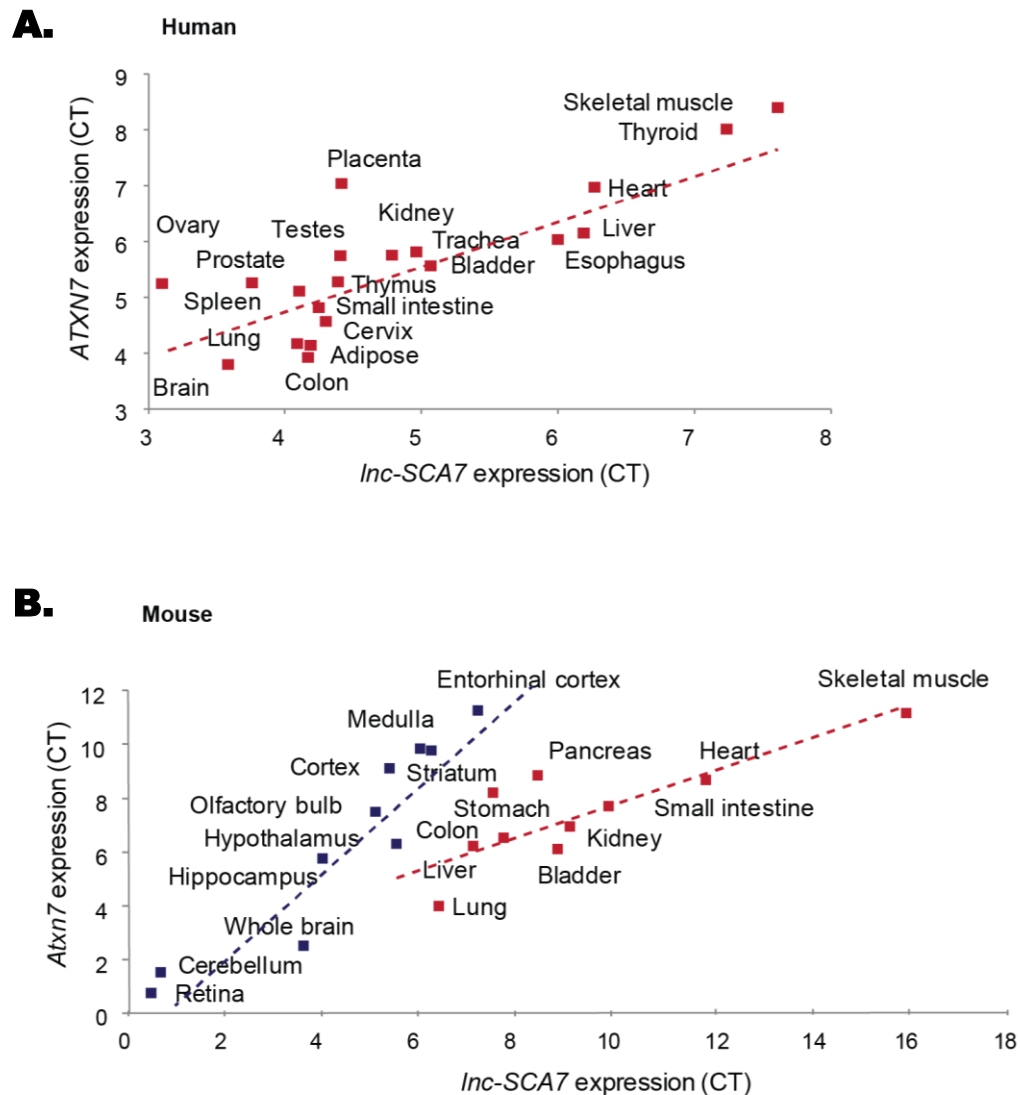 A.
Human
ATXN7 expression (CT)
9
8
7
6
5
4
3
Skeletal muscle
Thyroid
Placenta
Heart
Kidney
Ovary
Testes
Liver
Trachea
Prostate
Bladder
Esophagus
Thymus
Spleen
Small intestine
Lung
Cervix
Adipose
Brain
Colon
3 4 5 6 7 8
lnc-SCA7 expression (CT)
B.
Mouse
Atxn7 expression (CT)
12
10
8
6
4
2
0
Entorhinal cortex
Skeletal muscle
Medulla
Pancreas
Heart
Cortex
Striatum
Olfactory bulb
Stomach
Small intestine
Hypothalamus
Colon
Kidney
Hippocampus
Liver
Bladder
Lung
Whole brain
Cerebellum
Retina
0 2 4 6 8 10 12 14 16 18
lnc-SCA7 expression (CT)